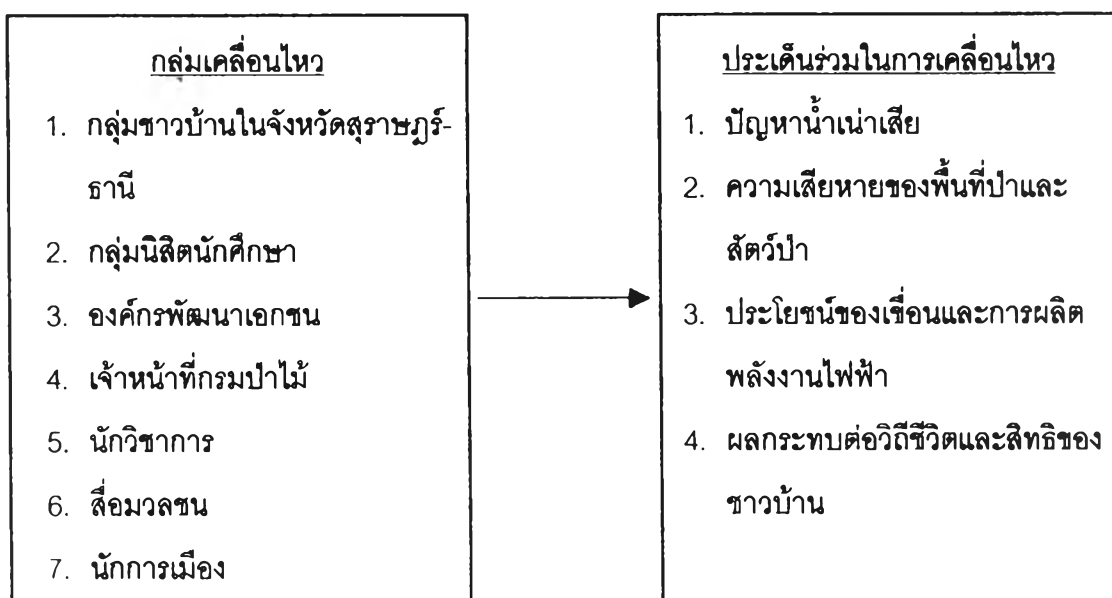 กลุ่มเคลื่อนไหว
1. กลุ่มชาวบ้านในจังหวัดสุราษฎร์-
ธานี
2. กลุ่มนิสิตนักศึกษา
3. องค์กรพัฒนาเอกชน
4. เจ้าหน้าที่กรมป่าไม้
5. นักวิชาการ
6. สื่อมวลชน
7. นักการเมือง
ประเด็นร่วมในการเคลื่อนไหว
1. ปัญหาน้ำเน่าเสีย
2. ความเสียหายของพื้นที่ป่าและ
สัตว์ป่า
3. ประโยชน์ของเขื่อนและการผลิต
พลังงานไฟฟ้า
4. ผลกระทบต่อวิถีชีวิตและสิทธิของ
ชาวบ้าน